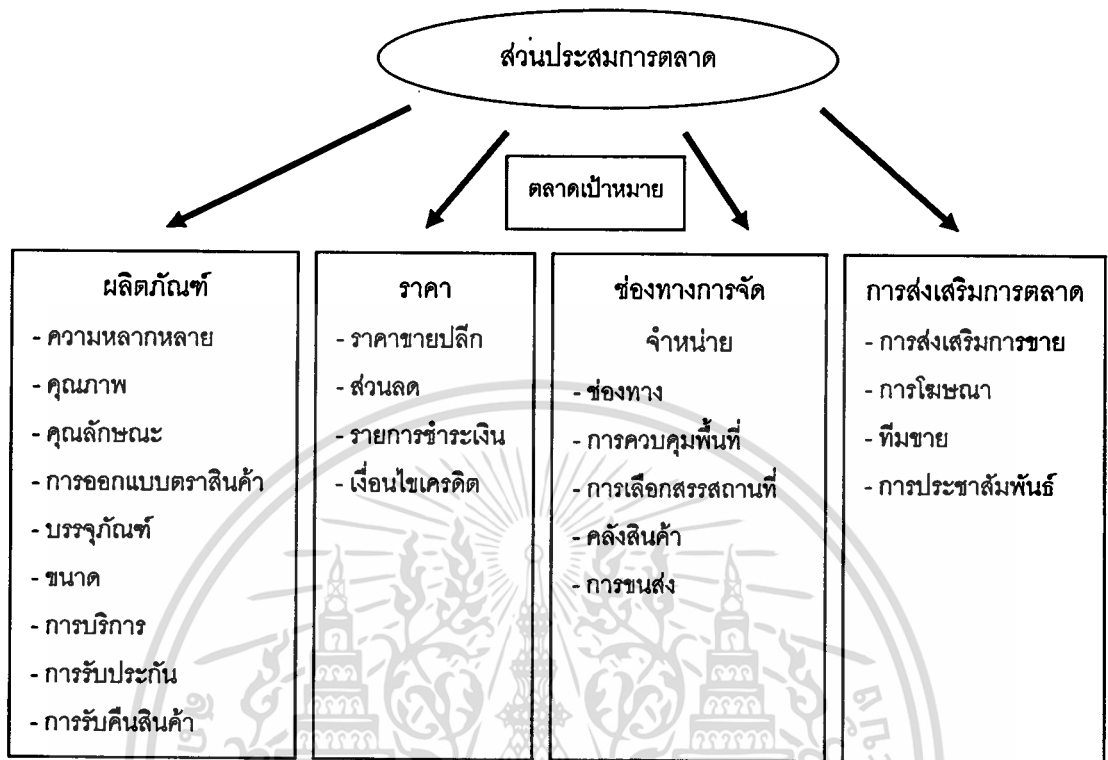 ส่วนประสมการตลาด
ตลาดเป้าหมาย
ผลิตภัณฑ์
- ความหลากหลาย
- คุณภาพ
- คุณลักษณะ
- การออกแบบตราสินค้า
- บรรจุภัณฑ์
- ขนาด
- การบริการ
- การรับประกัน
- การรับคืนสินค้า
ราคา
- ราคาขายปลีก
- ส่วนลด
- รายการชำระเงิน
- เงื่อนไขเครดิต
ช่องทางการจัด
จำหน่าย
- ช่องทาง
- การควบคุมพื้นที่
- การเลือกสรรสถานที่
- คลังสินค้า
- การขนส่ง
การส่งเสริมการตลาด
- การส่งเสริมการขาย
- การโฆษณา
- ทีมขาย
- การประชาสัมพันธ์